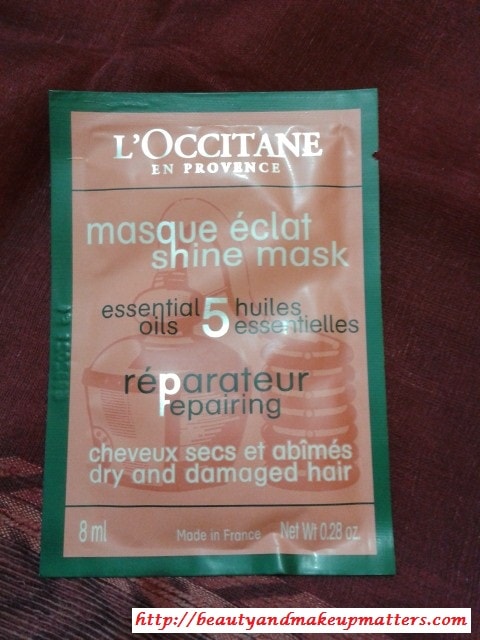 L'OCCITANE
EN PROVENCE
masque éclat
shine mask
essential 5 huiles
oils essentielles
réparateur
repairing
cheveux secs et abîmés
dry and damaged hair
8 ml Made in France Net Wt 0.28 oz.
http://beautyandmakeupmatters.com/